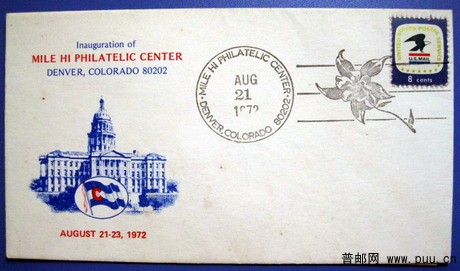 Inauguration of
MILE HI PHILATELIC CENTER
DENVER, COLORADO 80202
AUGUST 21-23, 1972
·MILE HI PHILATELIC CENTER·
DENVER, COLORADO 80202
AUG
21
1972
U.S.MAIL
8 cents
普邮网 www.puu.cn